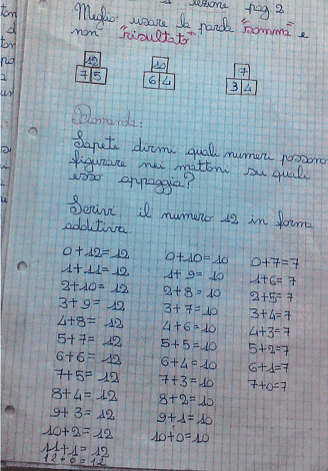 lezione pag 2
Meglio usare la parola "somma" e
non "risultato"
12 10 7
7 5 6 4 3 4
Domanda:
Sapete dirmi quali numeri possono
figurare nei mattoni su quali
esso appoggia?
Scrivi il numero 12 in forma
additiva.
0+12=12 0+10=10 0+7=7
1+11=12 1+9=10 1+6=7
2+10=12 2+8=10 2+5=7
3+9=12 3+7=10 3+4=7
4+8=12 4+6=10 4+3=7
5+7=12 5+5=10 5+2=7
6+6=12 6+4=10 6+1=7
7+5=12 7+3=10 7+0=7
8+4=12 8+2=10
9+3=12 9+1=10
10+2=12 10+0=10
11+1=12
12+0=12